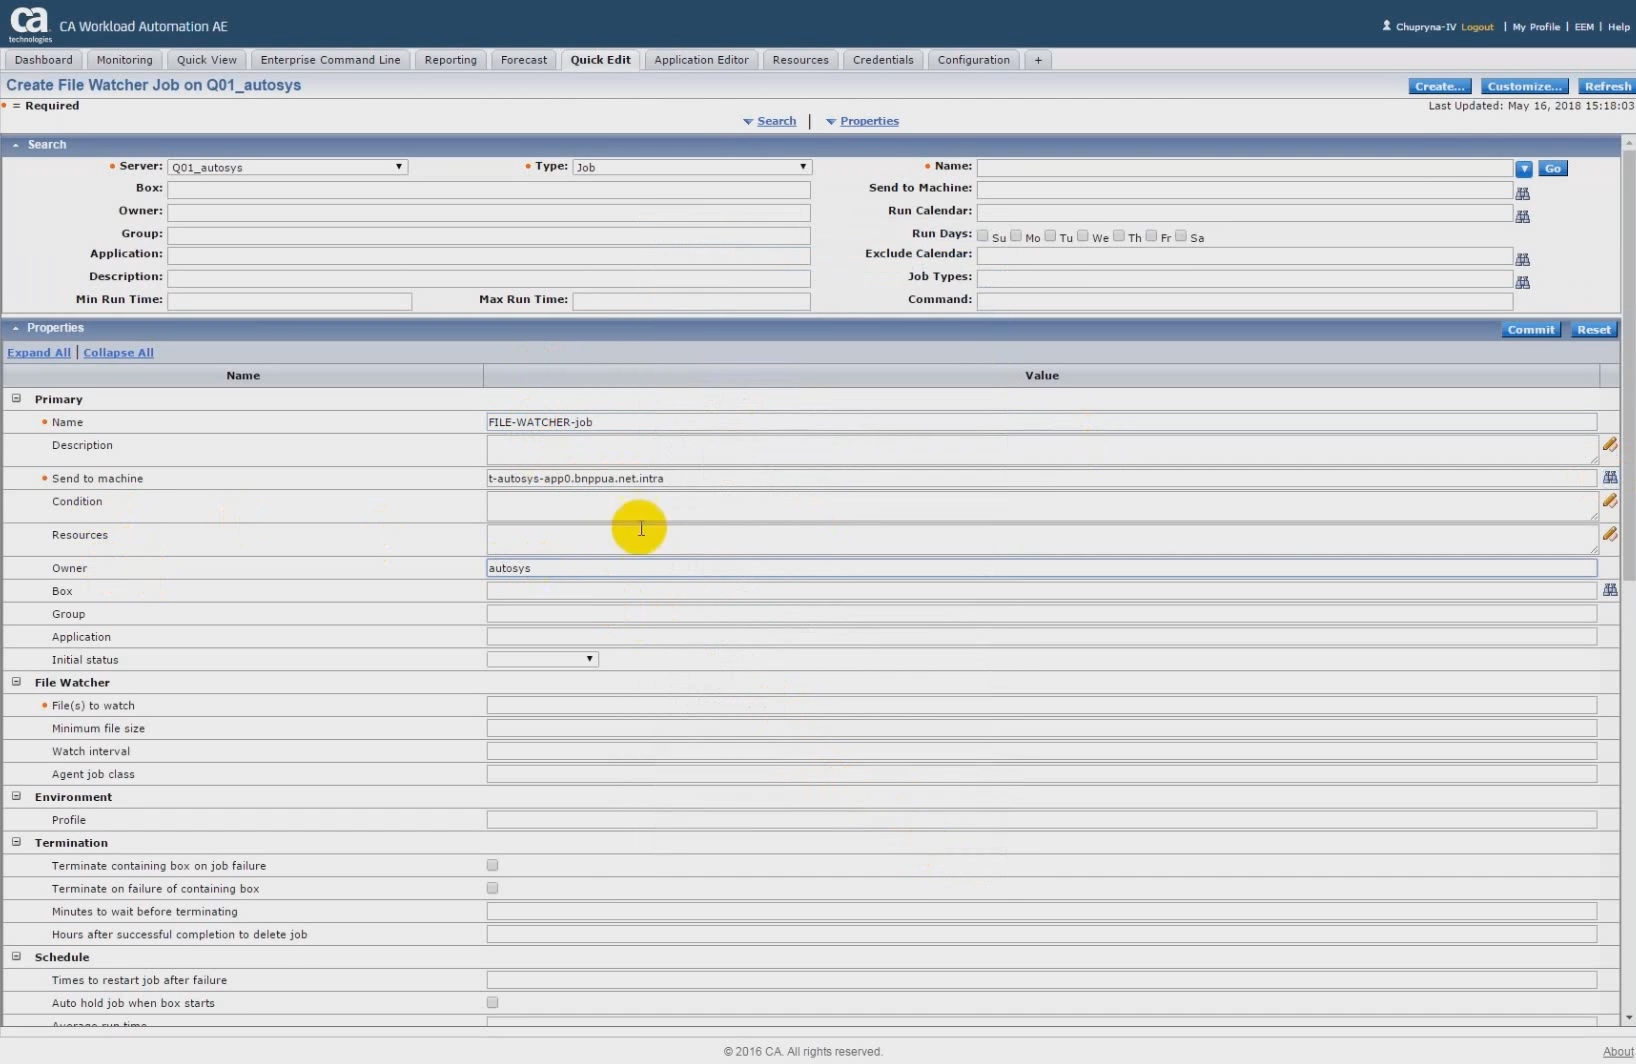 ca
technologies
CA Workload Automation AE
Chupryna-IV Logout | My Profile | EEM | Help
Dashboard Monitoring Quick View Enterprise Command Line Reporting Forecast Quick Edit Application Editor Resources Credentials Configuration +
Create File Watcher Job on Q01_autosys
Create... Customize... Refresh
= Required
Last Updated: May 16, 2018 15:18:03
Search | Properties
Search
Server: Q01_autosys Type: Job Name: Go
Box: Send to Machine:
Owner: Run Calendar:
Group: Run Days: Su Mo Tu We Th Fr Sa
Application: Exclude Calendar:
Description: Job Types:
Min Run Time: Max Run Time: Command:
Properties Commit Reset
Expand All | Collapse All
Name Value
Primary
Name FILE-WATCHER-job
Description
Send to machine t-autosys-app0.bnppua.net.intra
Condition
Resources
Owner autosys
Box
Group
Application
Initial status
File Watcher
File(s) to watch
Minimum file size
Watch interval
Agent job class
Environment
Profile
Termination
Terminate containing box on job failure
Terminate on failure of containing box
Minutes to wait before terminating
Hours after successful completion to delete job
Schedule
Times to restart job after failure
Auto hold job when box starts
Average run time
© 2016 CA. All rights reserved.
About